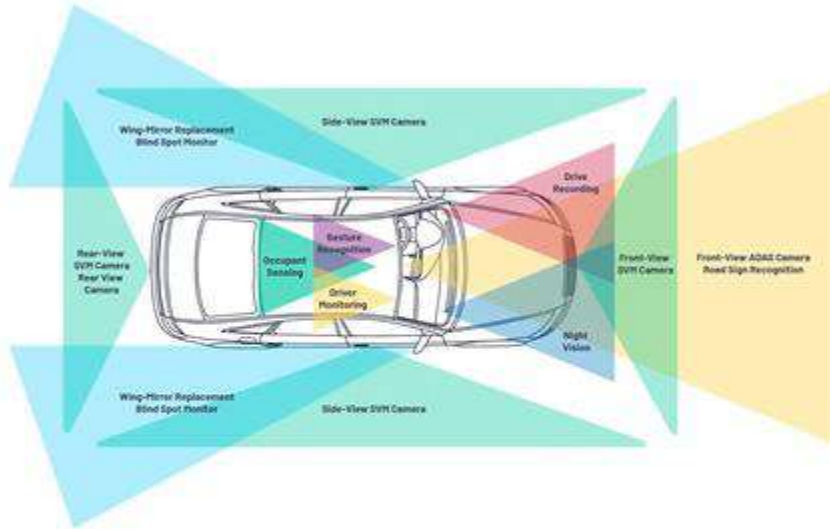 Wing-Mirror Replacement
Blind Spot Monitor
Side-View SVM Camera
Drive
Recording
Rear-View
SVM Camera
Rear View
Camera
Occupant
Sensing
Gesture
Recognition
Driver
Monitoring
Front-View
SVM Camera
Front-View ADAS Camera
Road Sign Recognition
Night
Vision
Wing-Mirror Replacement
Blind Spot Monitor
Side-View SVM Camera